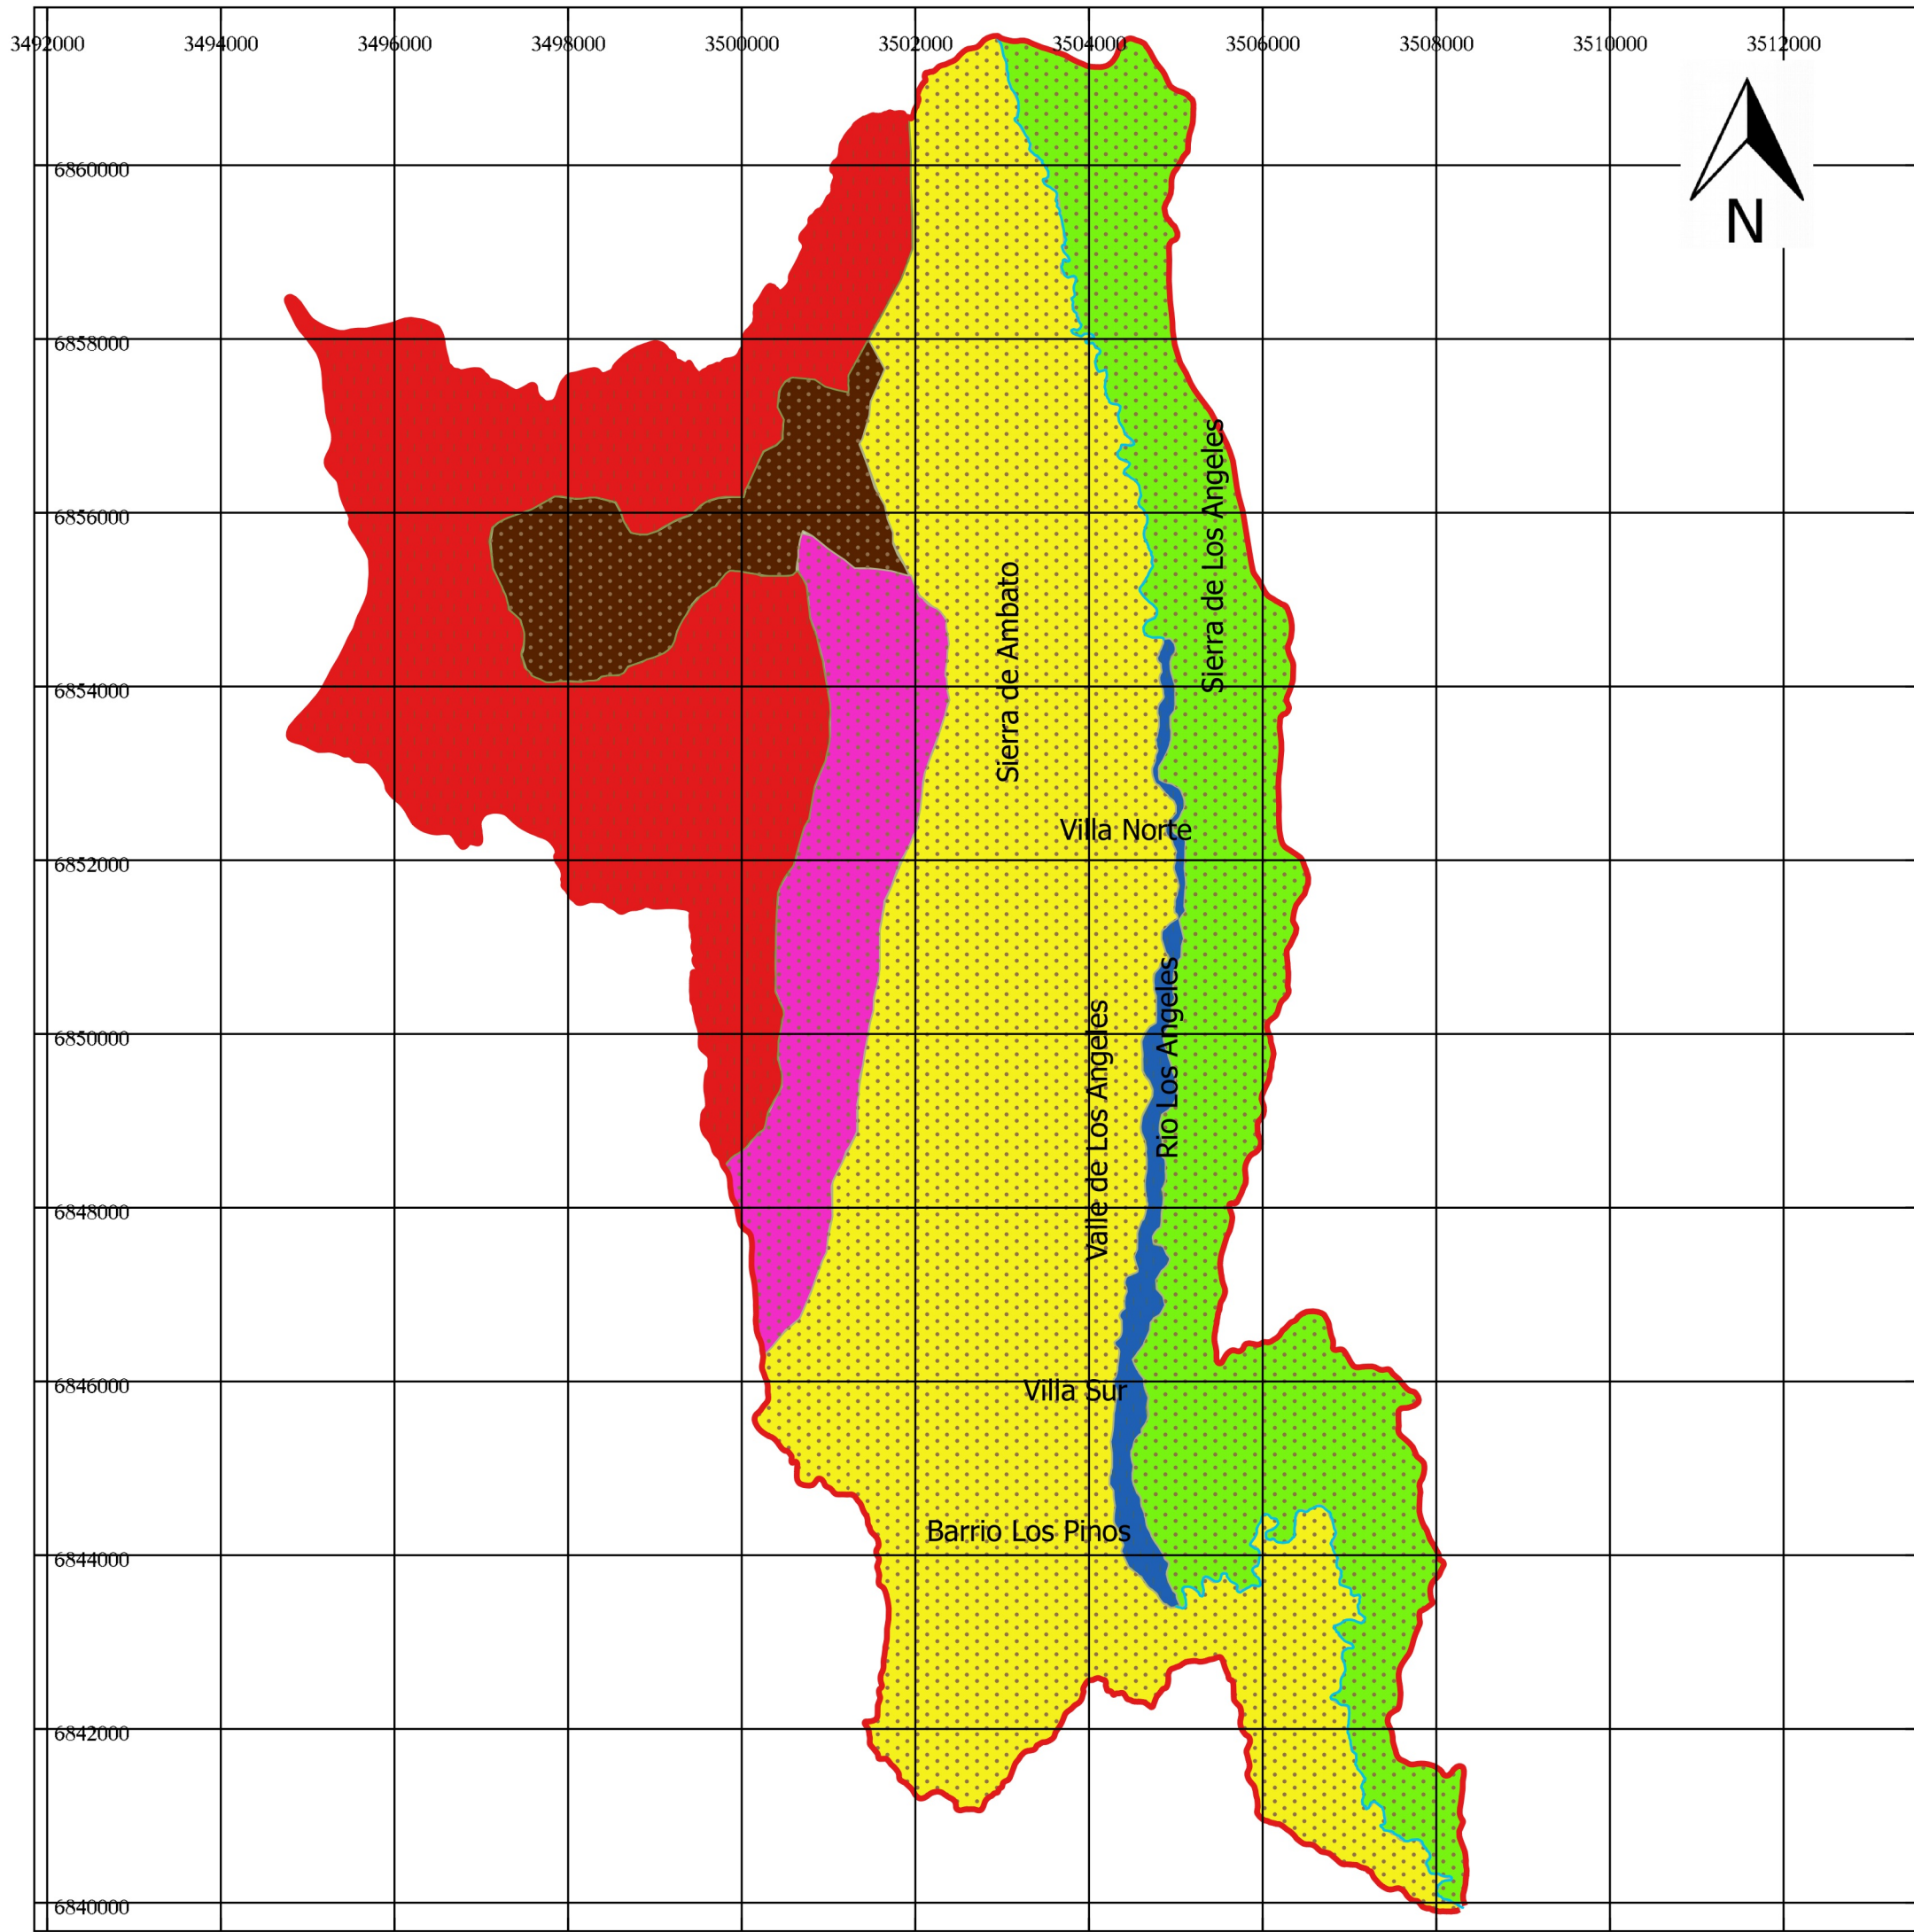 3492000 3494000 3496000 3498000 3500000 3502000 3504000 3506000 3508000 3510000 3512000
6860000
N
6858000
6856000
Sierra de Los Angeles
Sierra de Ambato
6854000
Villa Norte
6852000
Rio Los Angeles
Valle de Los Angeles
6850000
6848000
6846000
Villa Sur
Barrio Los Pinos
6844000
6842000
6840000